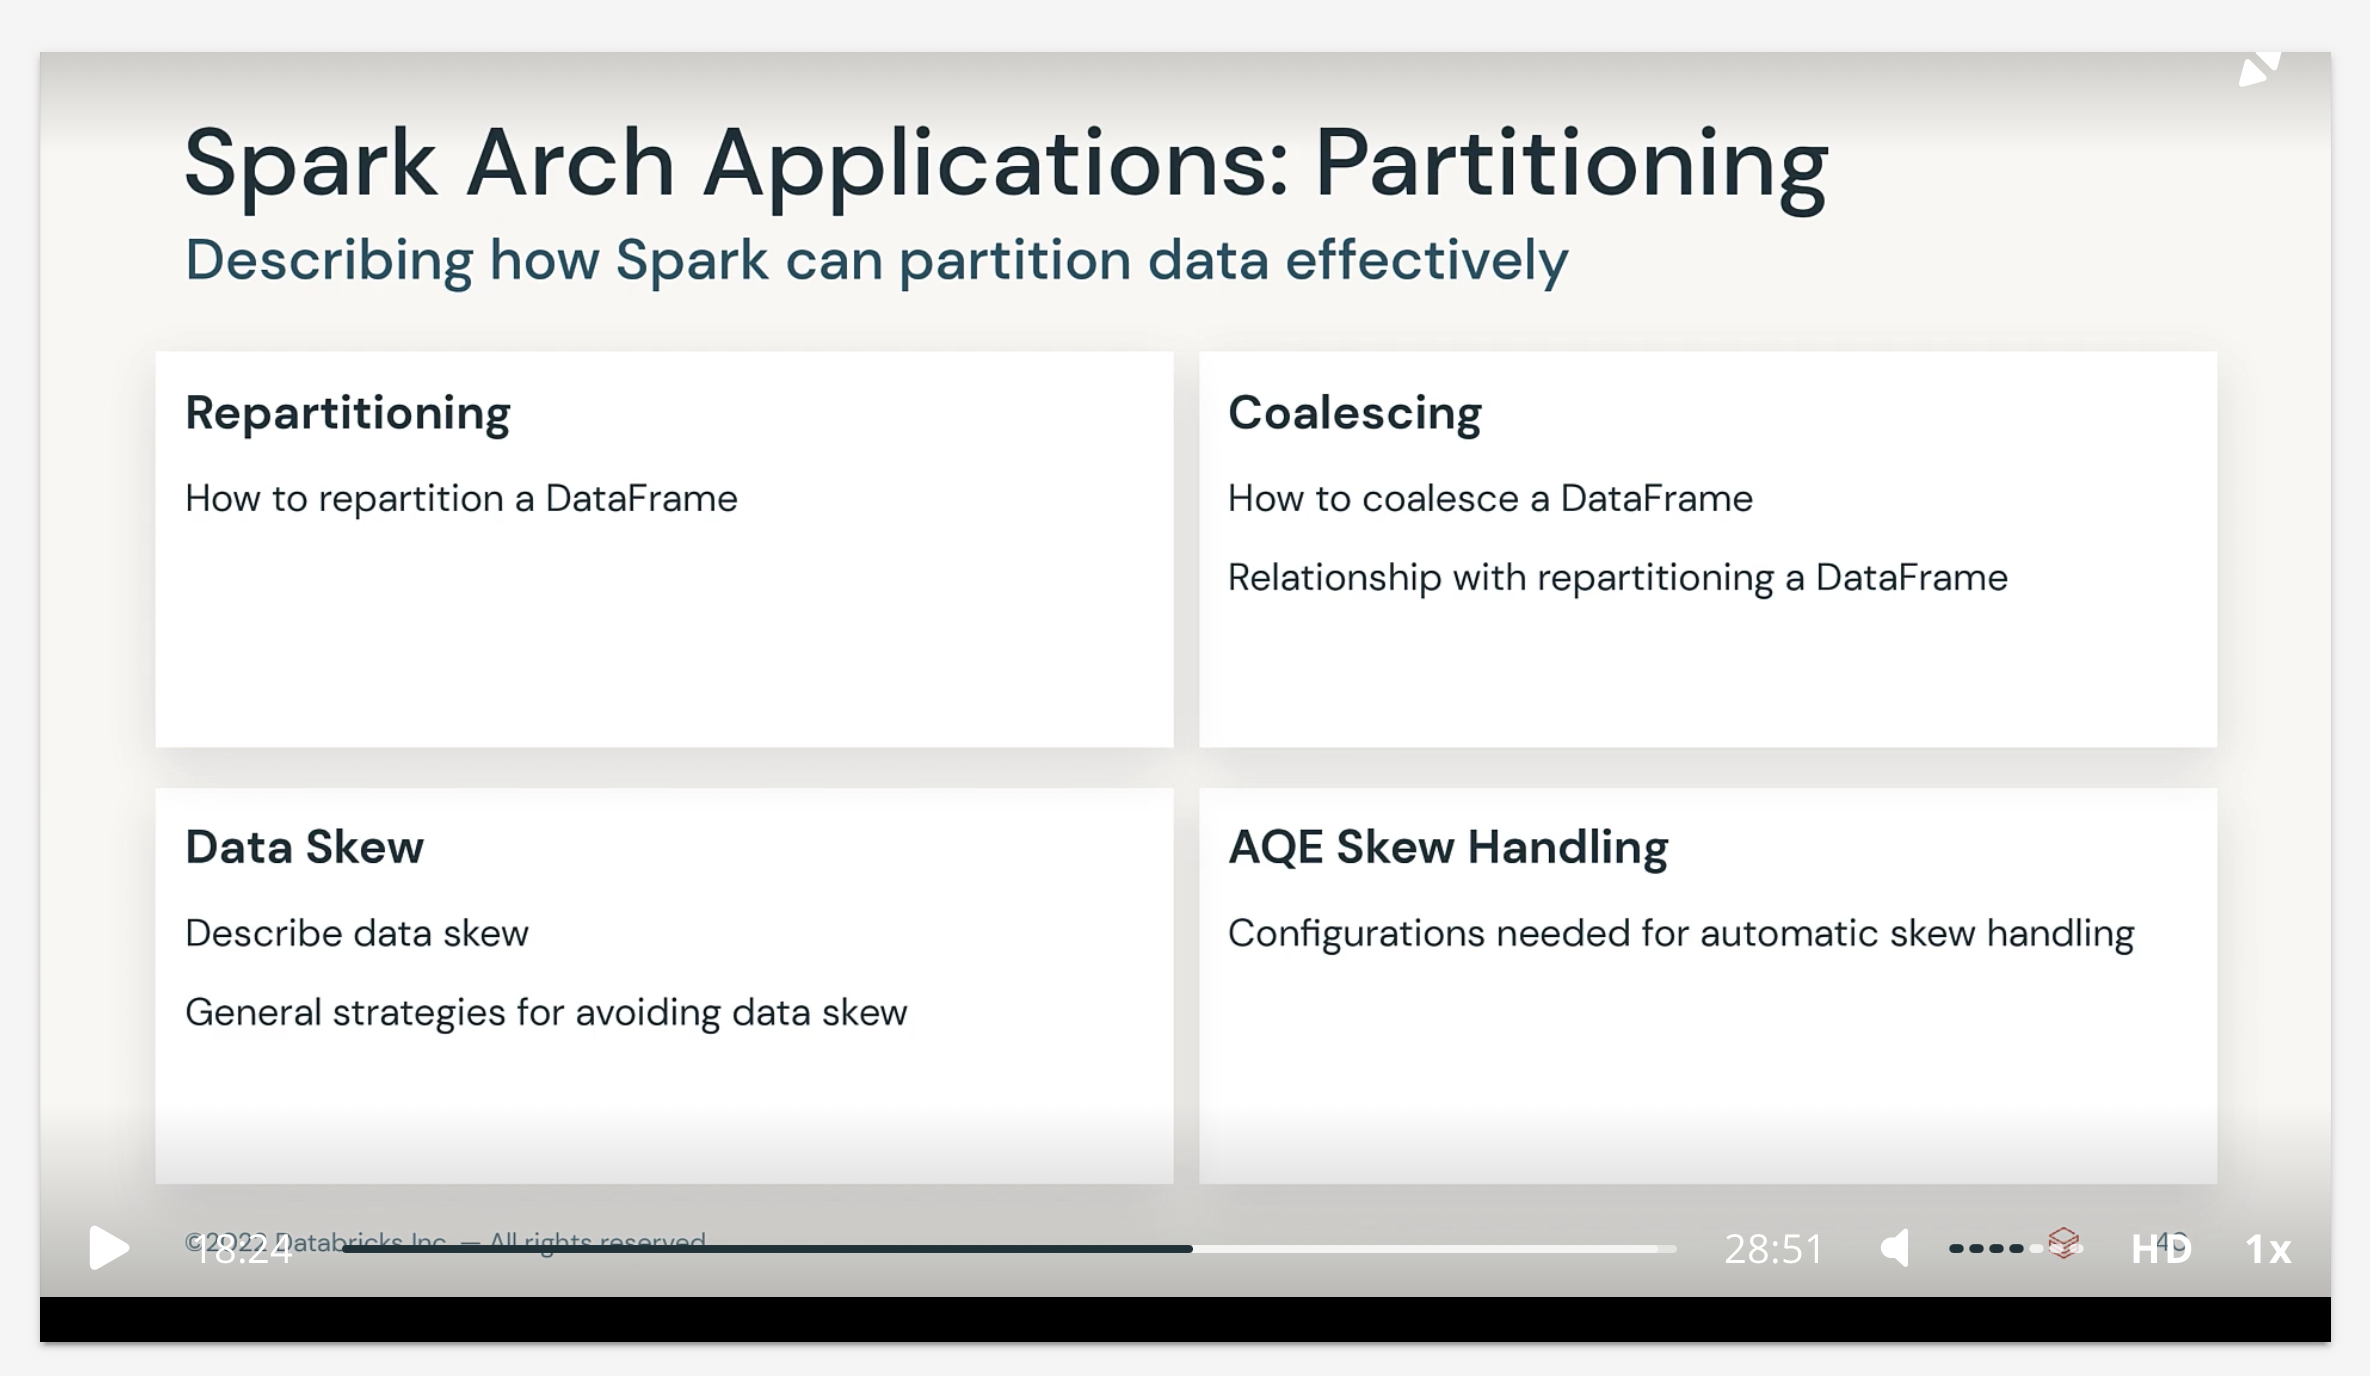 Spark Arch Applications: Partitioning
Describing how Spark can partition data effectively
Repartitioning
How to repartition a DataFrame
Coalescing
How to coalesce a DataFrame
Relationship with repartitioning a DataFrame
Data Skew
Describe data skew
General strategies for avoiding data skew
AQE Skew Handling
Configurations needed for automatic skew handling
©2022 Databricks Inc. — All rights reserved
18:24
28:51
HD
1x